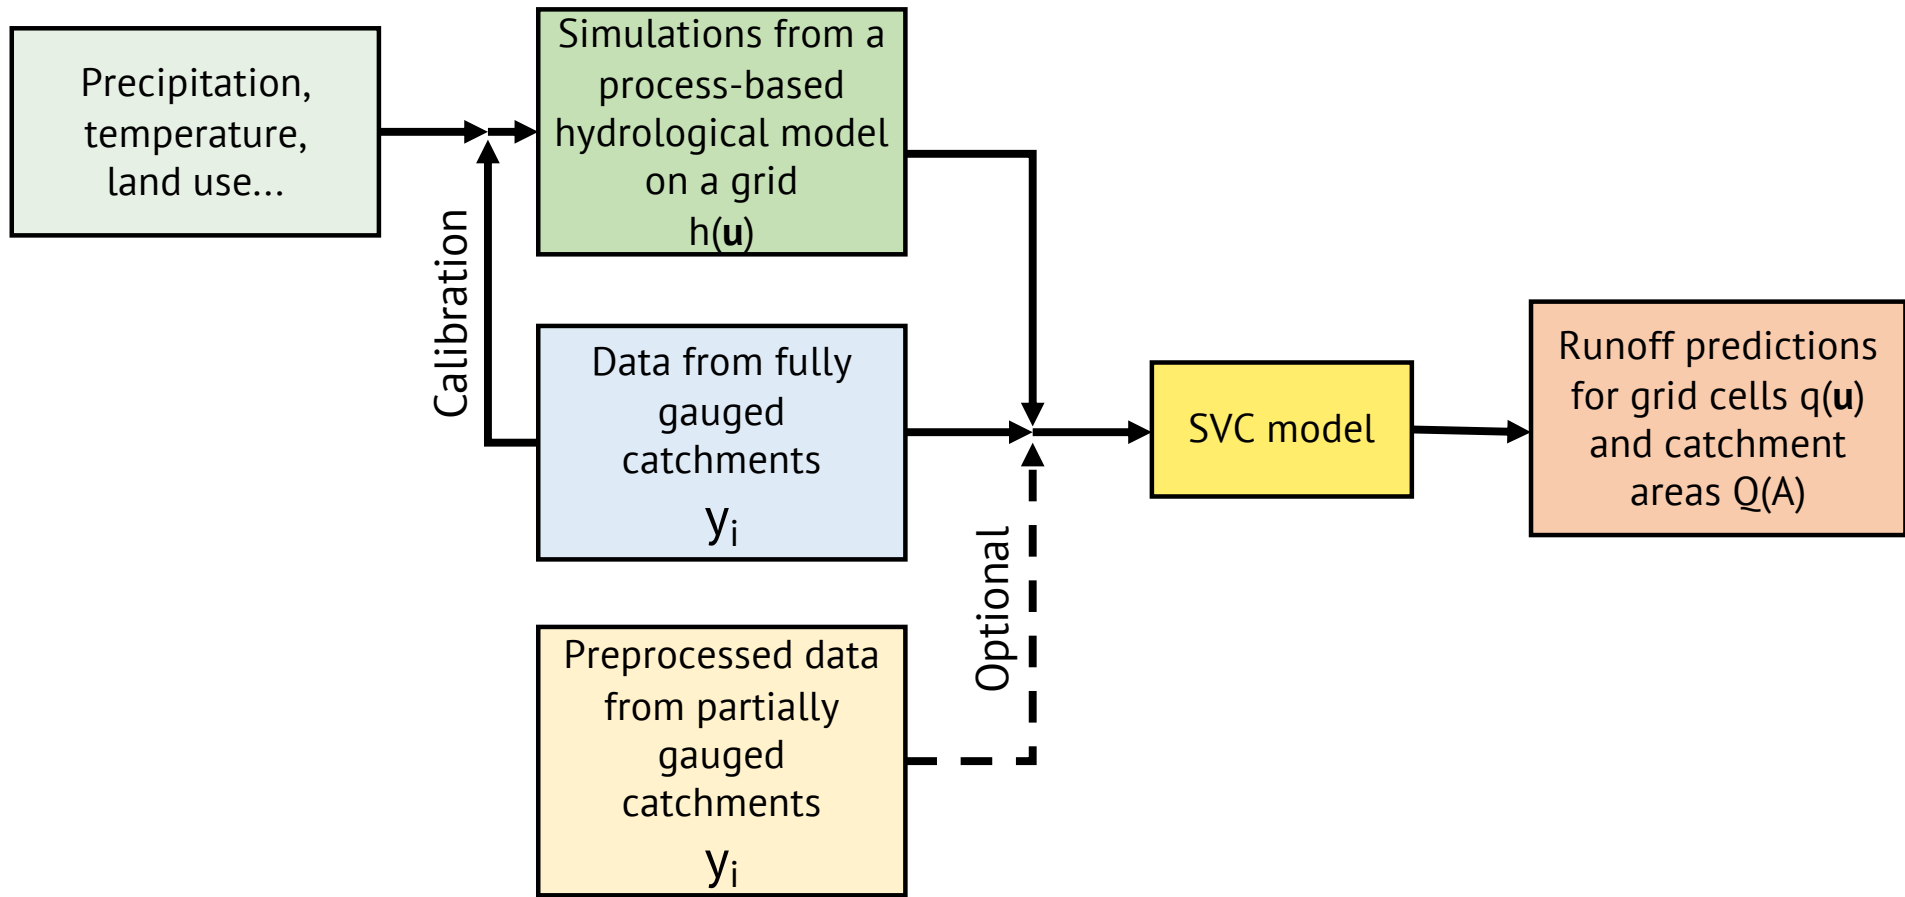 Precipitation,
temperature,
land use...
Calibration
Simulations from a
process-based
hydrological model
on a grid
h(u)
Data from fully
gauged
catchments
yᵢ
Preprocessed data
from partially
gauged
catchments
yᵢ
Optional
SVC model
Runoff predictions
for grid cells q(u)
and catchment
areas Q(A)